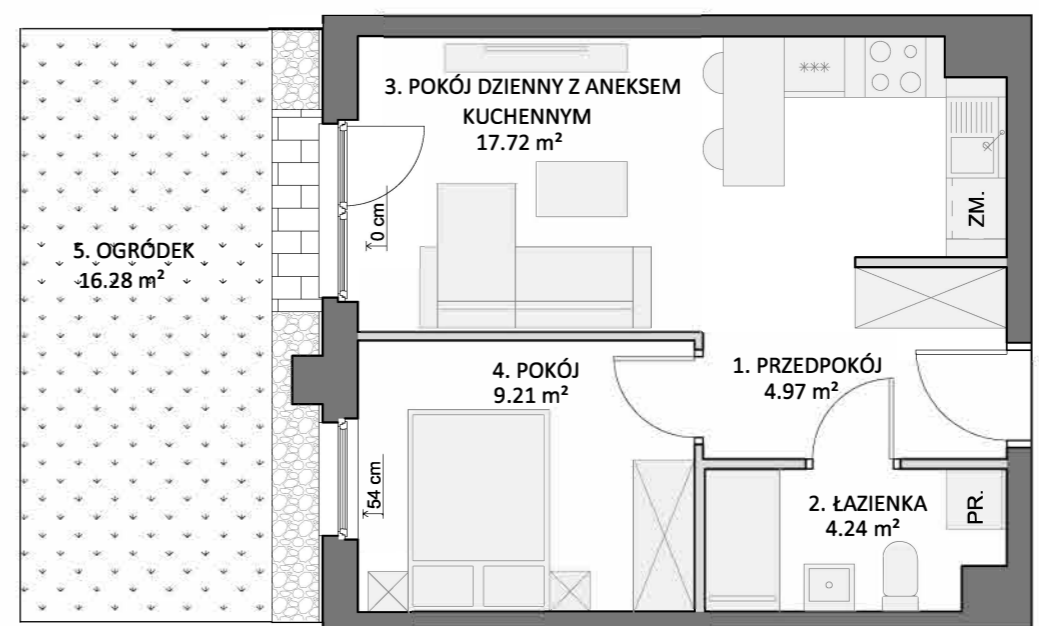 3. POKÓJ DZIENNY Z ANEKSEM
KUCHENNYM
17.72 m²
***
ZM.
0 cm
5. OGRÓDEK
16.28 m²
4. POKÓJ
9.21 m²
1. PRZEDPOKÓJ
4.97 m²
54 cm
2. ŁAZIENKA
4.24 m²
PR.